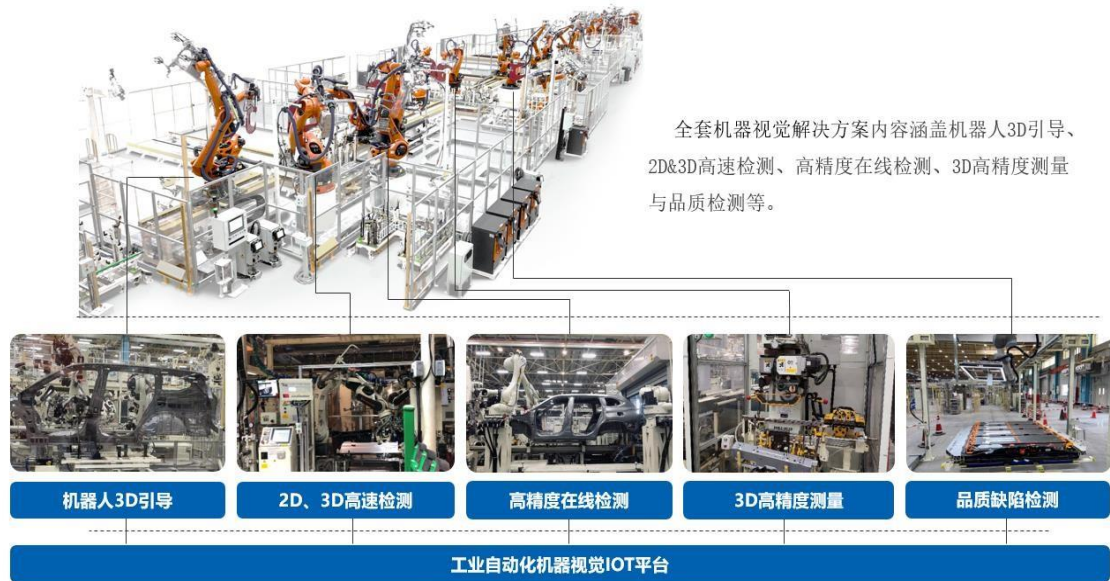 全套机器视觉解决方案内容涵盖机器人3D引导、
2D&3D高速检测、高精度在线检测、3D高精度测量
与品质检测等。
机器人3D引导
2D、3D高速检测
高精度在线检测
3D高精度测量
品质缺陷检测
工业自动化机器视觉IOT平台